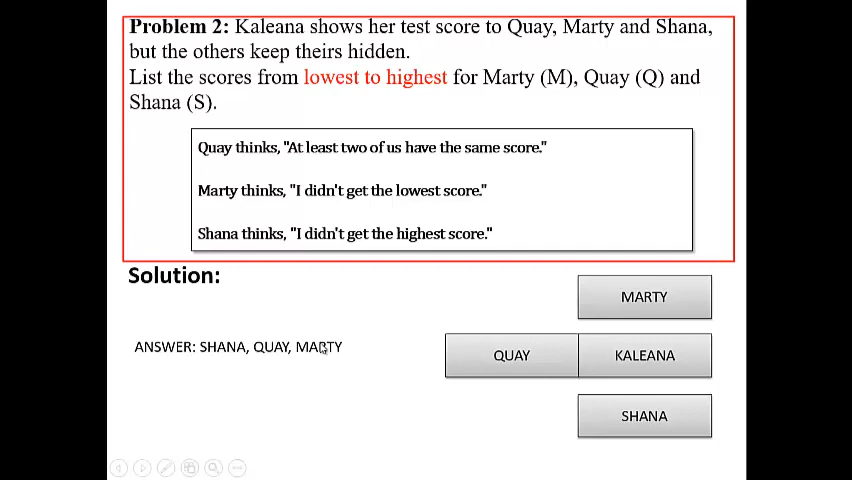 Problem 2: Kaleana shows her test score to Quay, Marty and Shana,
but the others keep theirs hidden.
List the scores from lowest to highest for Marty (M), Quay (Q) and
Shana (S).
Quay thinks, "At least two of us have the same score."
Marty thinks, "I didn't get the lowest score."
Shana thinks, "I didn't get the highest score."
Solution:
MARTY
ANSWER: SHANA, QUAY, MARTY
QUAY KALEANA
SHANA